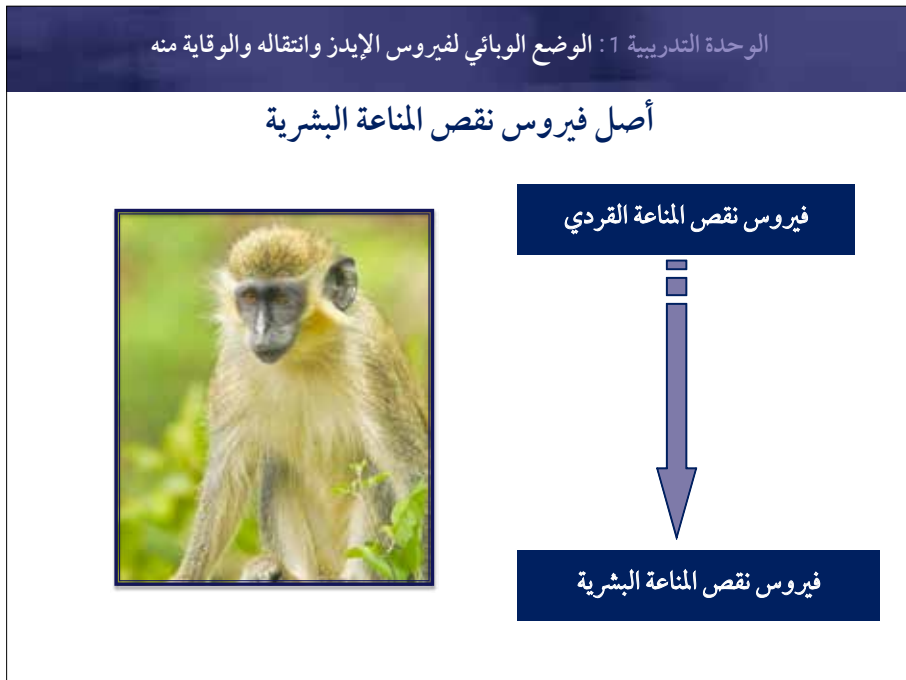 الوحدة التدريبية 1: الوضع الوبائي لفيروس الإيدز وانتقاله والوقاية منه
أصل فيروس نقص المناعة البشرية
فيروس نقص المناعة القردي
فيروس نقص المناعة البشرية